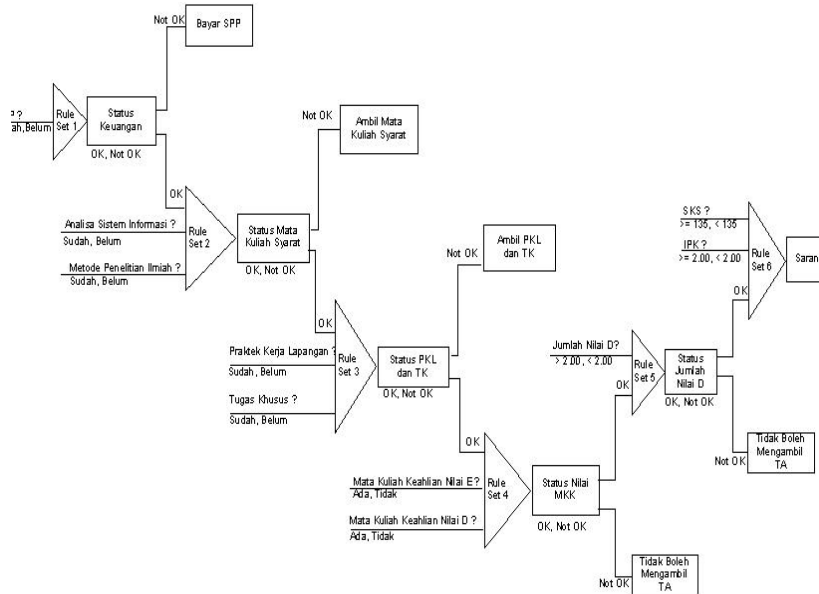 Not OK
Bayar SPP
?
ah,Belum
Rule
Set 1
Status
Keuangan
OK, Not OK
Not OK
Ambil Mata
Kuliah Syarat
OK
Analisa Sistem Informasi ?
Sudah, Belum
Metode Penelitian Ilmiah ?
Sudah, Belum
Rule
Set 2
Status Mata
Kuliah Syarat
OK, Not OK
Not OK
Ambil PKL
dan TK
OK
Praktek Kerja Lapangan ?
Sudah, Belum
Tugas Khusus ?
Sudah, Belum
Rule
Set 3
Status PKL
dan TK
OK, Not OK
OK
Mata Kuliah Keahlian Nilai E?
Ada, Tidak
Mata Kuliah Keahlian Nilai D ?
Ada, Tidak
Rule
Set 4
Status Nilai
MKK
OK, Not OK
Not OK
Tidak Boleh
Mengambil
TA
Jumlah Nilai D?
> 2.00, < 2.00
OK
Rule
Set 5
Status
Jumlah
Nilai D
OK, Not OK
Not OK
Tidak Boleh
Mengambil
TA
SKS ?
>= 135, < 135
IPK ?
>= 2.00, < 2.00
OK
Rule
Set 6
Saran